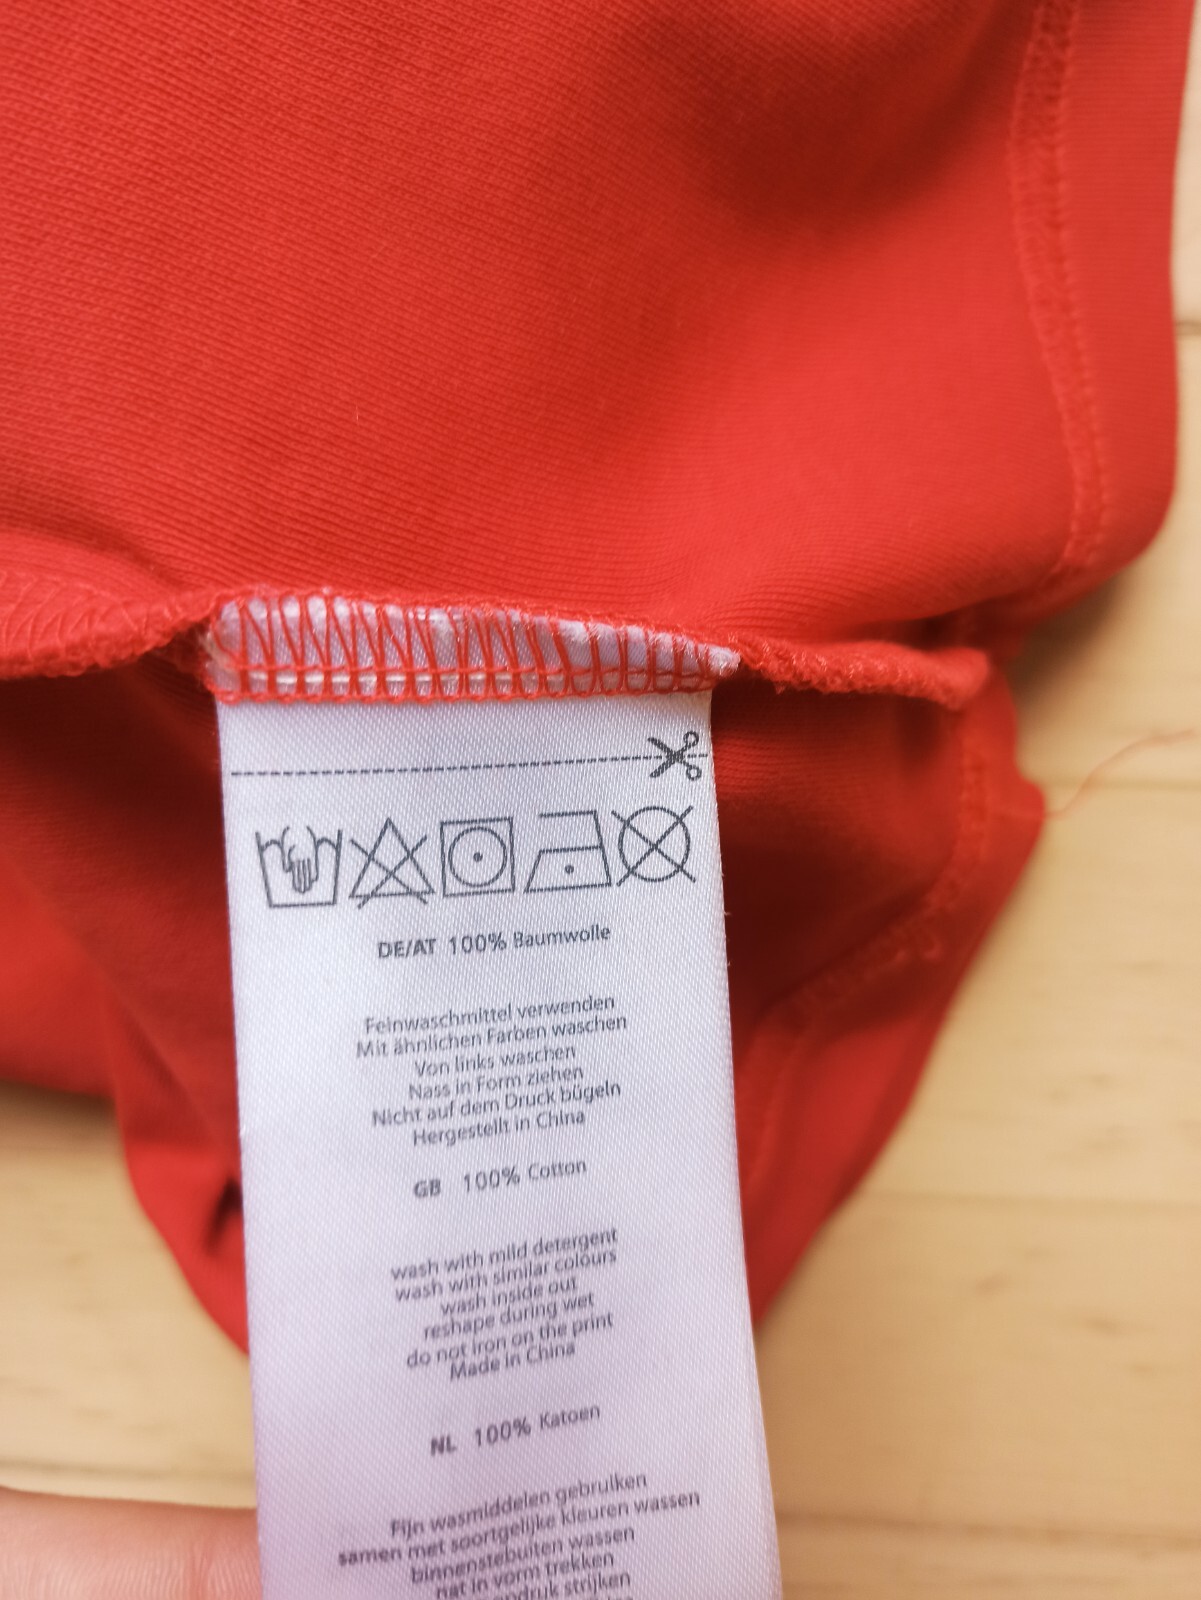 DE/AT 100% Baumwolle
Feinwaschmittel verwenden
Mit ähnlichen Farben waschen
Von links waschen
Nass in Form ziehen
Nicht auf dem Druck bügeln
Hergestellt in China
GB 100% Cotton
wash with mild detergent
wash with similar colours
wash inside out
reshape during wet
do not iron on the print
Made in China
NL 100% Katoen
Fijn wasmiddelen gebruiken
samen met soortgelijke kleuren wassen
binnenstebuiten wassen
nat in vorm trekken
strijken